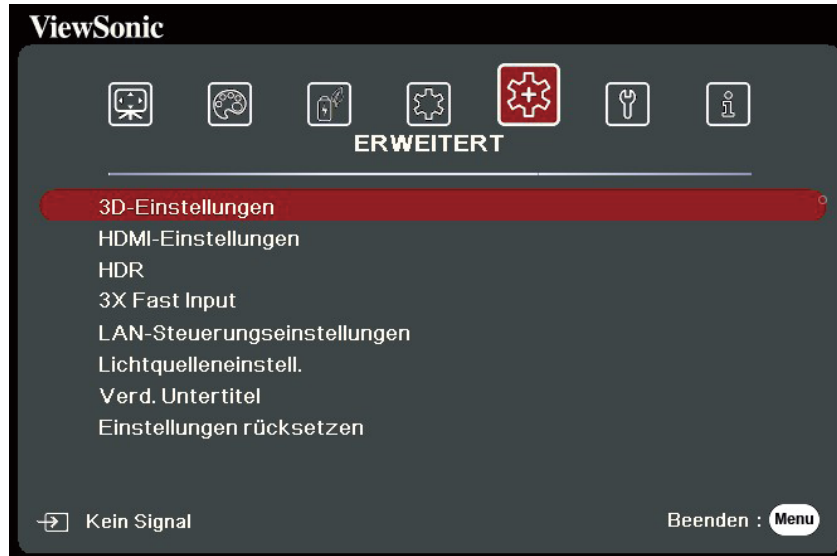 ViewSonic
ERWEITERT
3D-Einstellungen
HDMI-Einstellungen
HDR
3X Fast Input
LAN-Steuerungseinstellungen
Lichtquelleneinstell.
Verd. Untertitel
Einstellungen rücksetzen
Kein Signal
Beenden : Menu